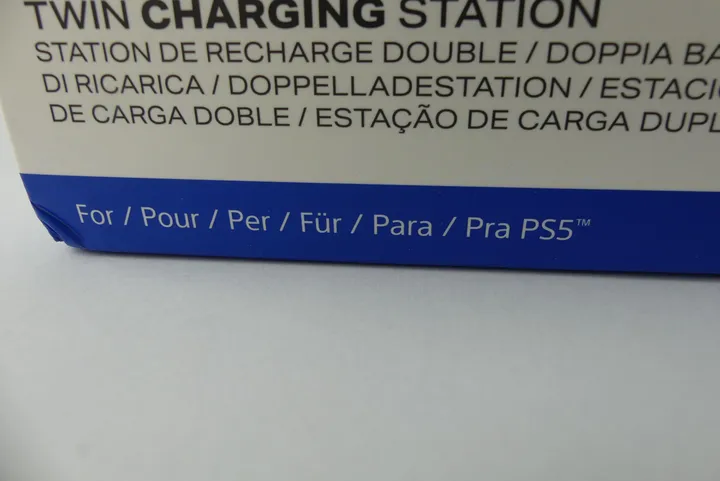 TWIN CHARGING STATION
STATION DE RECHARGE DOUBLE / DOPPIA
DI RICARICA / DOPPELLADESTATION /
DE CARGA DOBLE / ESTAÇÃO DE CARGA
For / Pour / Per / Für / Para / Pra PS5™